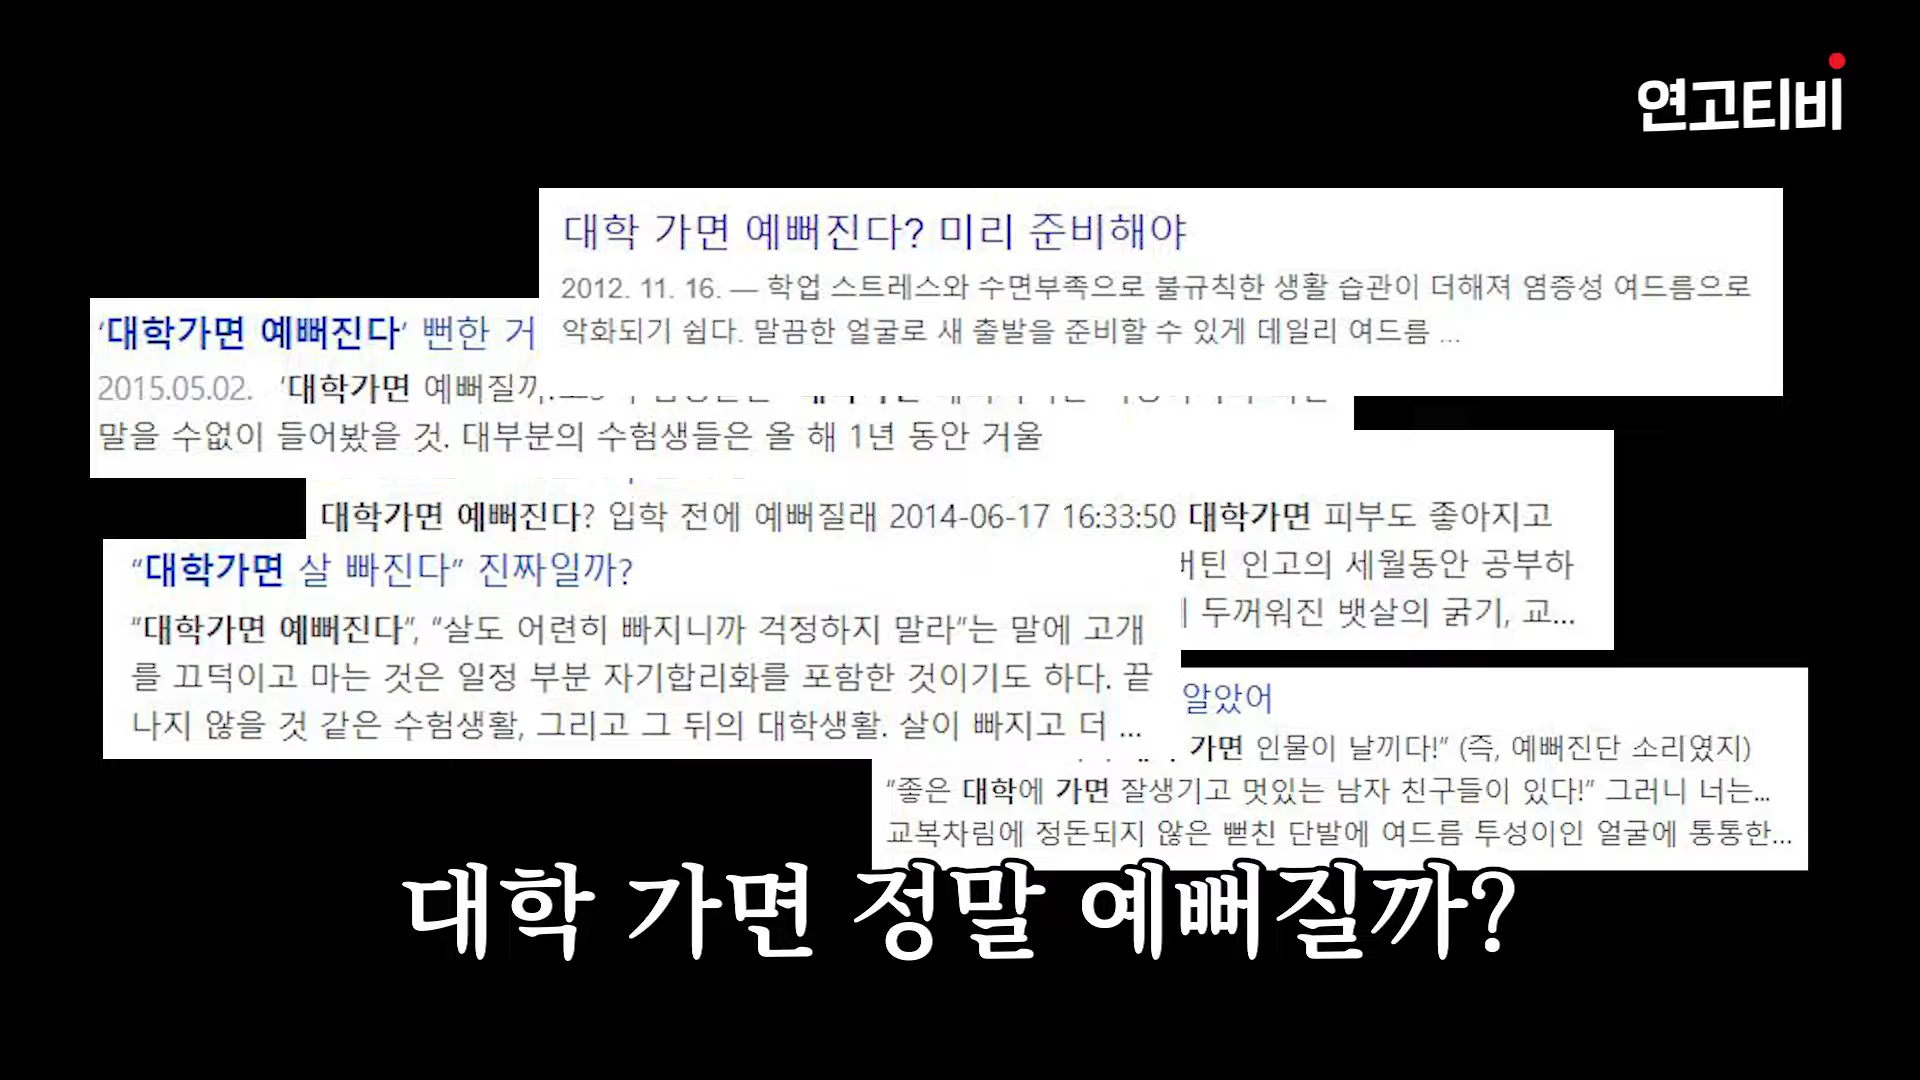 연고티비
대학 가면 예뻐진다? 미리 준비해야
2012. 11. 16. — 학업 스트레스와 수면부족으로 불규칙한 생활 습관이 더해져 염증성 여드름으로
악화되기 쉽다. 말끔한 얼굴로 새 출발을 준비할 수 있게 데일리 여드름 ...
'대학가면 예뻐진다' 뻔한 거
2015.05.02. '대학가면 예뻐질까
말을 수없이 들어봤을 것. 대부분의 수험생들은 올 해 1년 동안 거울
대학가면 예뻐진다? 입학 전에 예뻐질래 2014-06-17 16:33:50 대학가면 피부도 좋아지고
버틴 인고의 세월동안 공부하
두꺼워진 뱃살의 굵기, 교...
"대학가면 살 빠진다" 진짜일까?
"대학가면 예뻐진다", "살도 어련히 빠지니까 걱정하지 말라"는 말에 고개
를 끄덕이고 마는 것은 일정 부분 자기합리화를 포함한 것이기도 하다. 끝
나지 않을 것 같은 수험생활, 그리고 그 뒤의 대학생활. 살이 빠지고 더 ...
알았어
가면 인물이 날끼다!" (즉, 예뻐진단 소리였지)
"좋은 대학에 가면 잘생기고 멋있는 남자 친구들이 있다!" 그러니 너는...
교복차림에 정돈되지 않은 뻗친 단발에 여드름 투성이인 얼굴에 통통한...
대학 가면 정말 예뻐질까?